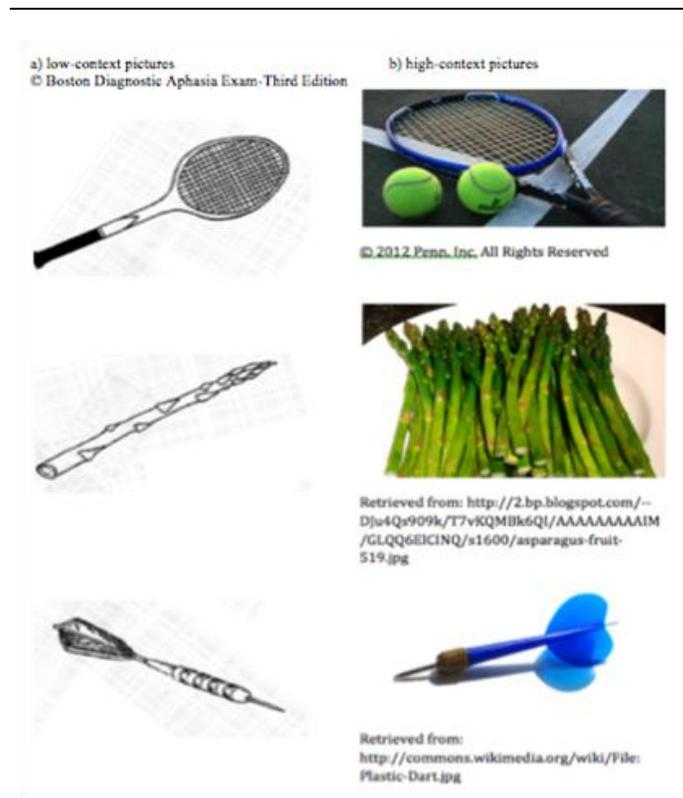 a) low-context pictures
© Boston Diagnostic Aphasia Exam-Third Edition
b) high-context pictures
© 2012 Penn, Inc. All Rights Reserved
Retrieved from: http://2.bp.blogspot.com/--
DJu4Qs909k/T7vKQMBk6QI/AAAAAAAAAIM
/GLQQ6EICINQ/s1600/asparagus-fruit-
519.jpg
Retrieved from:
http://commons.wikimedia.org/wiki/File:
Plastic-Dart.jpg